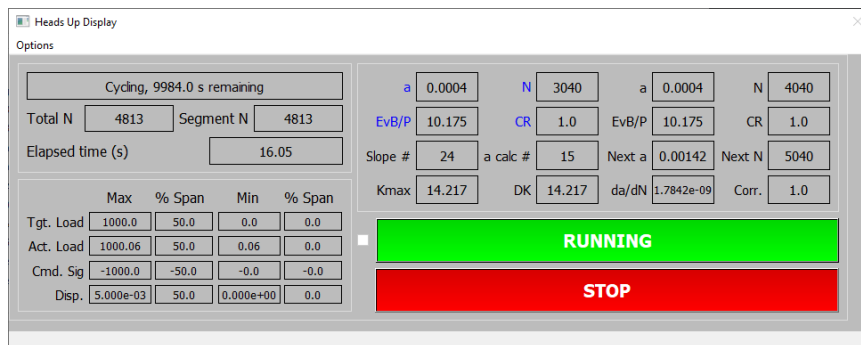 Heads Up Display
Options
Cycling, 9984.0 s remaining
Total N 4813 Segment N 4813
Elapsed time (s) 16.05
Max % Span Min % Span
Tgt. Load 1000.0 50.0 0.0 0.0
Act. Load 1000.06 50.0 0.06 0.0
Cmd. Sig -1000.0 -50.0 -0.0 -0.0
Disp. 5.000e-03 50.0 0.000e+00 0.0
a 0.0004 N 3040 a 0.0004 N 4040
EvB/P 10.175 CR 1.0 EvB/P 10.175 CR 1.0
Slope # 24 a calc # 15 Next a 0.00142 Next N 5040
Kmax 14.217 DK 14.217 da/dN 1.7842e-09 Corr. 1.0
RUNNING
STOP